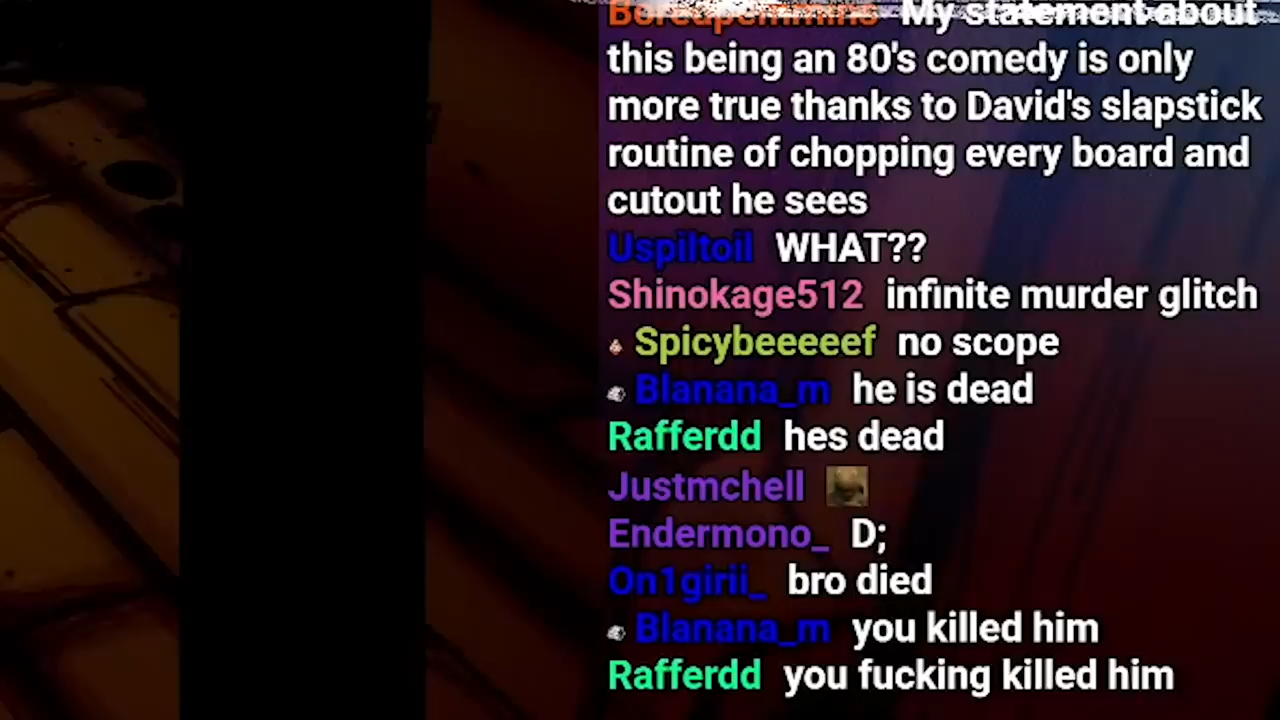 My statement about
this being an 80's comedy is only
more true thanks to David's slapstick
routine of chopping every board and
cutout he sees
Uspiltoil WHAT??
Shinokage512 infinite murder glitch
Spicybeeeeef no scope
Blanana_m he is dead
Rafferdd hes dead
Justmchell
Endermono_ D;
On1girii_ bro died
Blanana_m you killed him
Rafferdd you fucking killed him